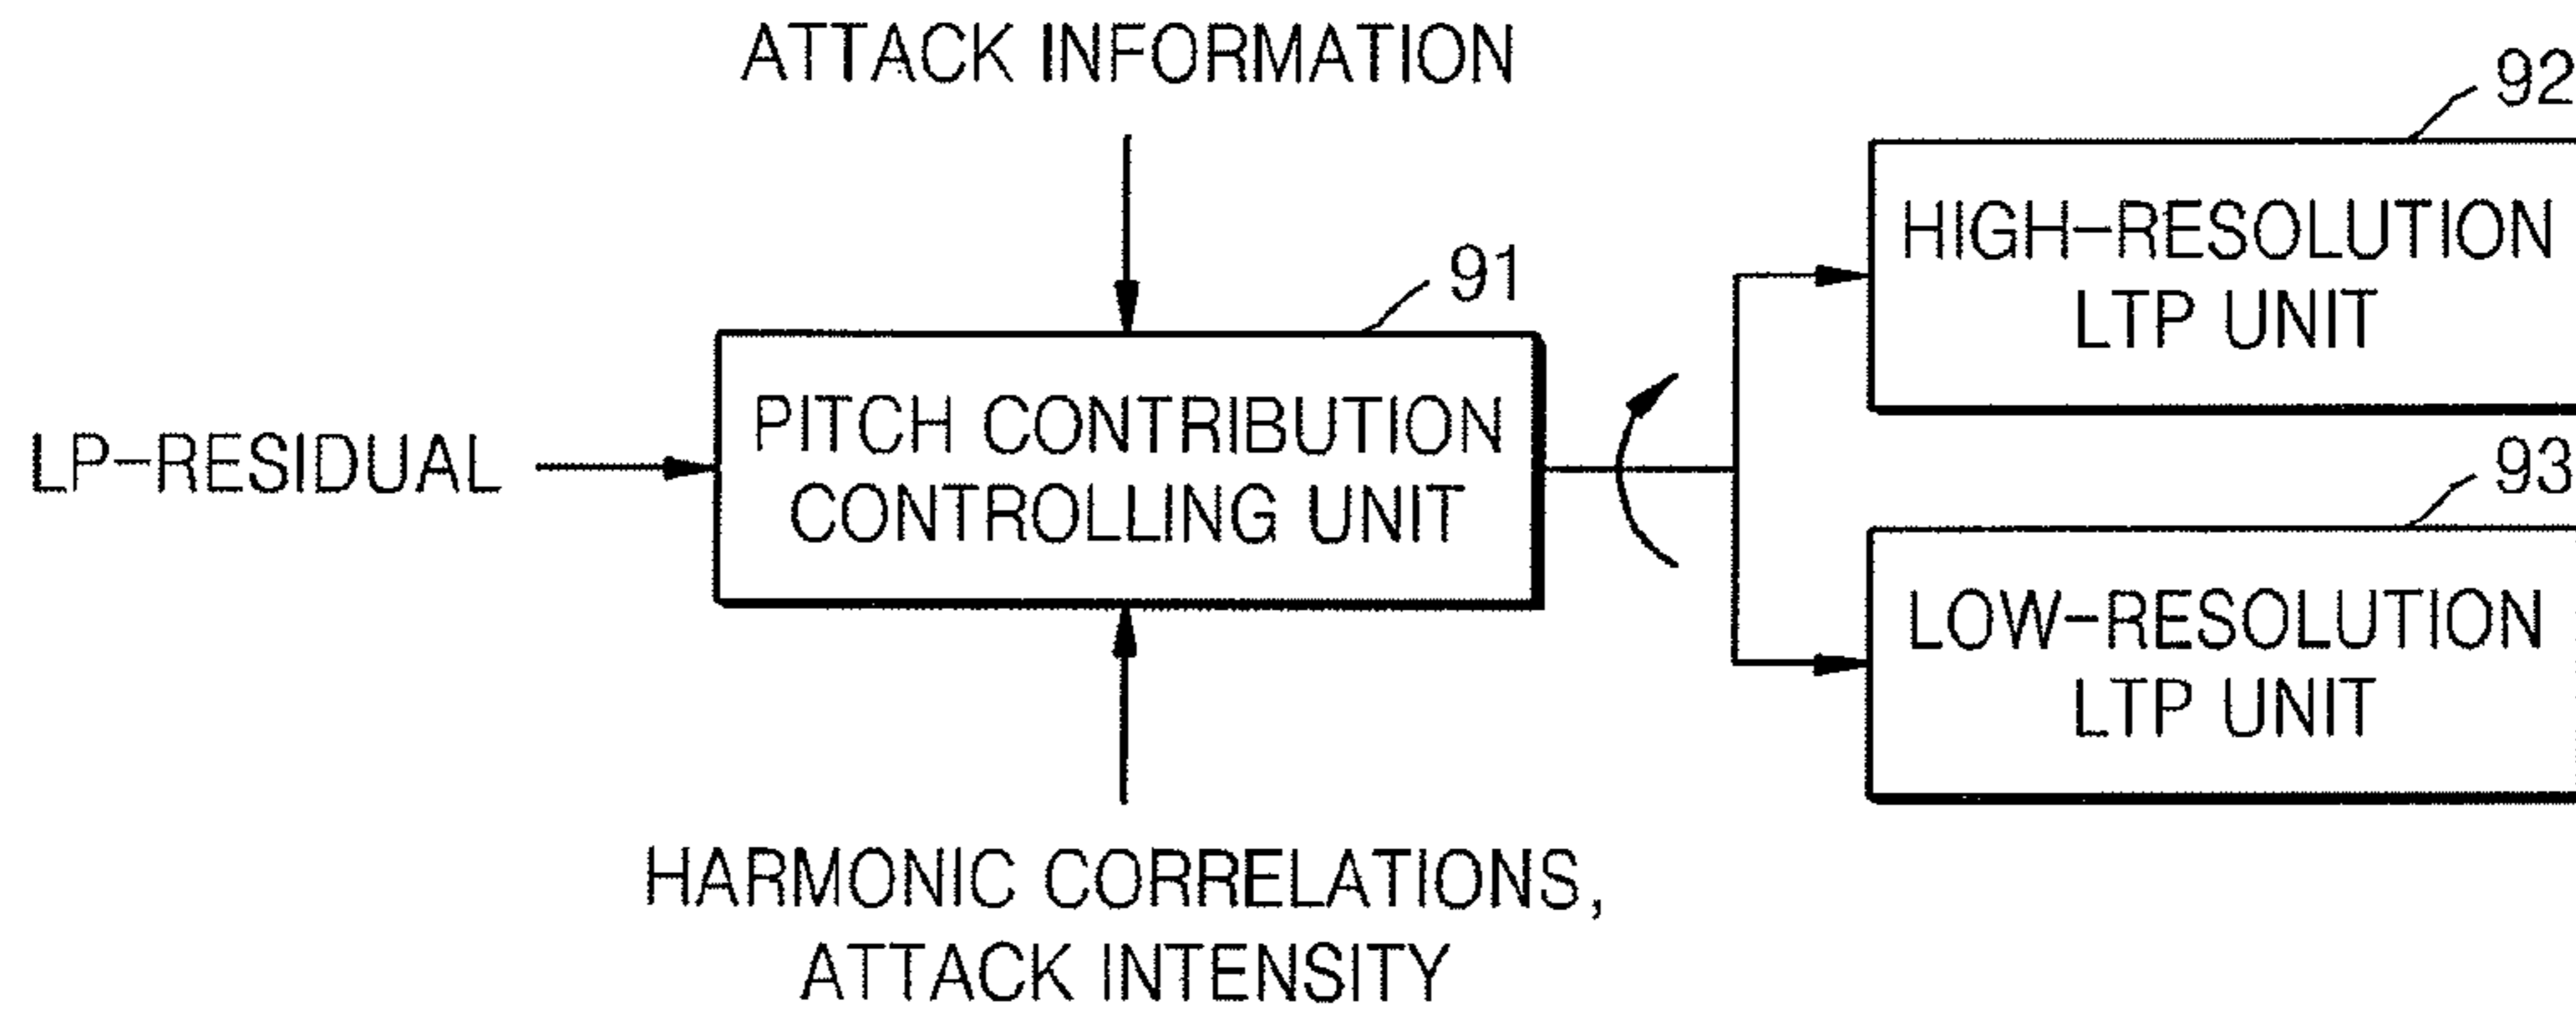 ATTACK INFORMATION
92
HIGH-RESOLUTION
LTP UNIT
91
PITCH CONTRIBUTION
CONTROLLING UNIT
LP-RESIDUAL
93
LOW-RESOLUTION
LTP UNIT
HARMONIC CORRELATIONS,
ATTACK INTENSITY